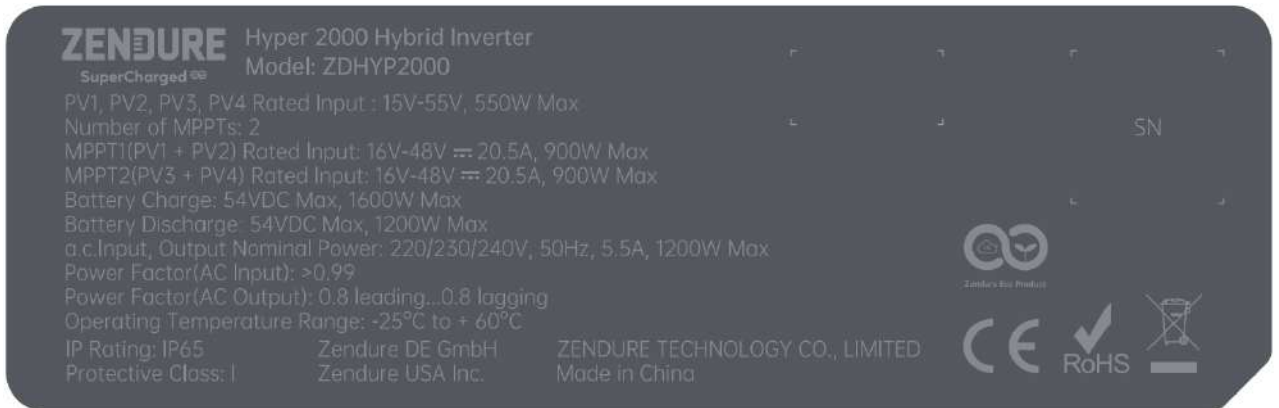 ZENDURE
SuperCharged
Hyper 2000 Hybrid Inverter
Model: ZDHYP2000
PV1, PV2, PV3, PV4 Rated Input : 15V-55V, 550W Max
Number of MPPTs: 2
MPPT1(PV1 + PV2) Rated Input: 16V-48V ⎓ 20.5A, 900W Max
MPPT2(PV3 + PV4) Rated Input: 16V-48V ⎓ 20.5A, 900W Max
Battery Charge: 54VDC Max, 1600W Max
Battery Discharge: 54VDC Max, 1200W Max
a.c.Input, Output Nominal Power: 220/230/240V, 50Hz, 5.5A, 1200W Max
Power Factor(AC Input): >0.99
Power Factor(AC Output): 0.8 leading...0.8 lagging
Operating Temperature Range: -25°C to + 60°C
IP Rating: IP65 Zendure DE GmbH ZENDURE TECHNOLOGY CO., LIMITED
Protective Class: I Zendure USA Inc. Made in China
SN
Zendure Eco Product
CE RoHS